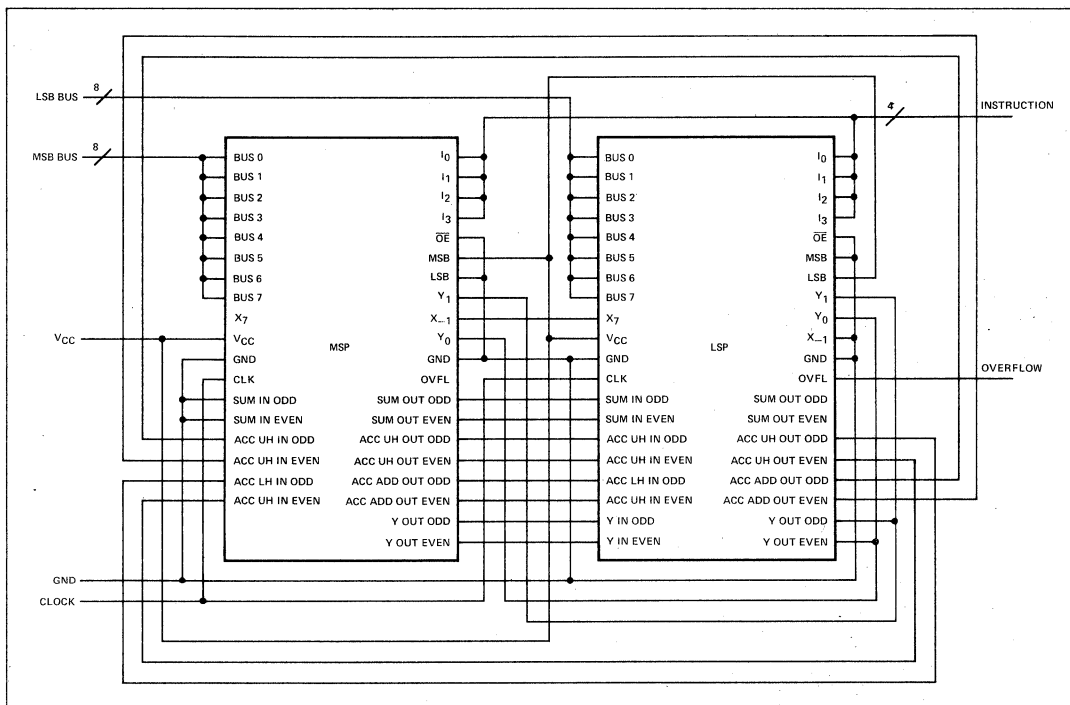 LSB BUS
8
MSB BUS
8
VCC
GND
CLOCK
BUS 0
BUS 1
BUS 2
BUS 3
BUS 4
BUS 5
BUS 6
BUS 7
X7
VCC
GND
CLK
SUM IN ODD
SUM IN EVEN
ACC UH IN ODD
ACC UH IN EVEN
ACC LH IN ODD
ACC UH IN EVEN
MSP
I0
I1
I2
I3
OE
MSB
LSB
Y1
X–1
Y0
GND
OVFL
SUM OUT ODD
SUM OUT EVEN
ACC UH OUT ODD
ACC UH OUT EVEN
ACC ADD OUT ODD
ACC ADD OUT EVEN
Y OUT ODD
Y OUT EVEN
BUS 0
BUS 1
BUS 2
BUS 3
BUS 4
BUS 5
BUS 6
BUS 7
X7
VCC
GND
CLK
SUM IN ODD
SUM IN EVEN
ACC UH IN ODD
ACC UH IN EVEN
ACC LH IN ODD
ACC UH IN EVEN
Y IN ODD
Y IN EVEN
LSP
I0
I1
I2
I3
OE
MSB
LSB
Y1
Y0
X–1
GND
OVFL
SUM OUT ODD
SUM OUT EVEN
ACC UH OUT ODD
ACC UH OUT EVEN
ACC ADD OUT ODD
ACC ADD OUT EVEN
Y OUT ODD
Y OUT EVEN
4
INSTRUCTION
OVERFLOW